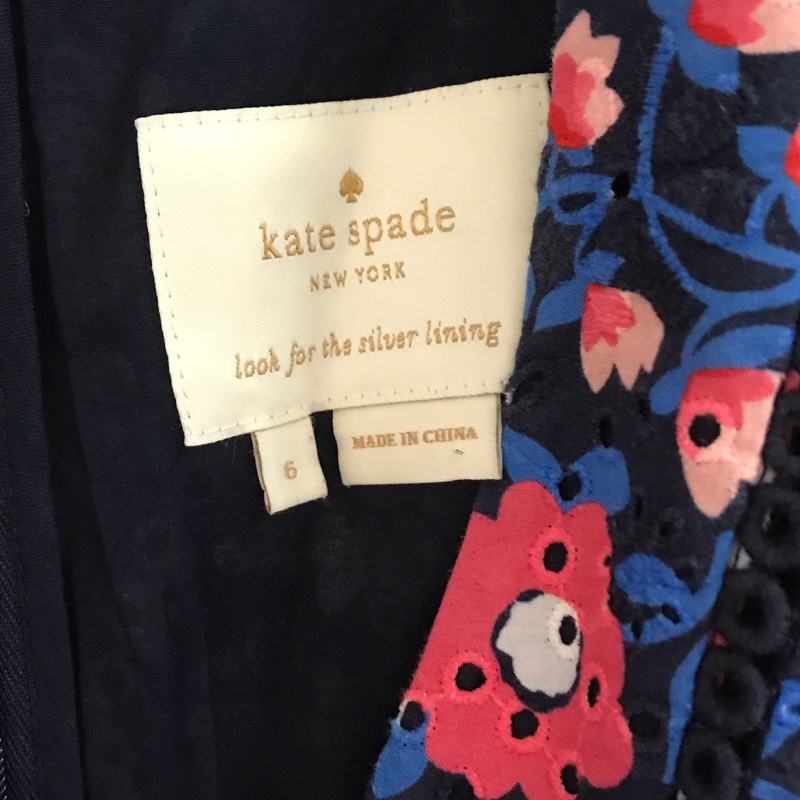 kate spade
NEW YORK
look for the silver lining
6
MADE IN CHINA